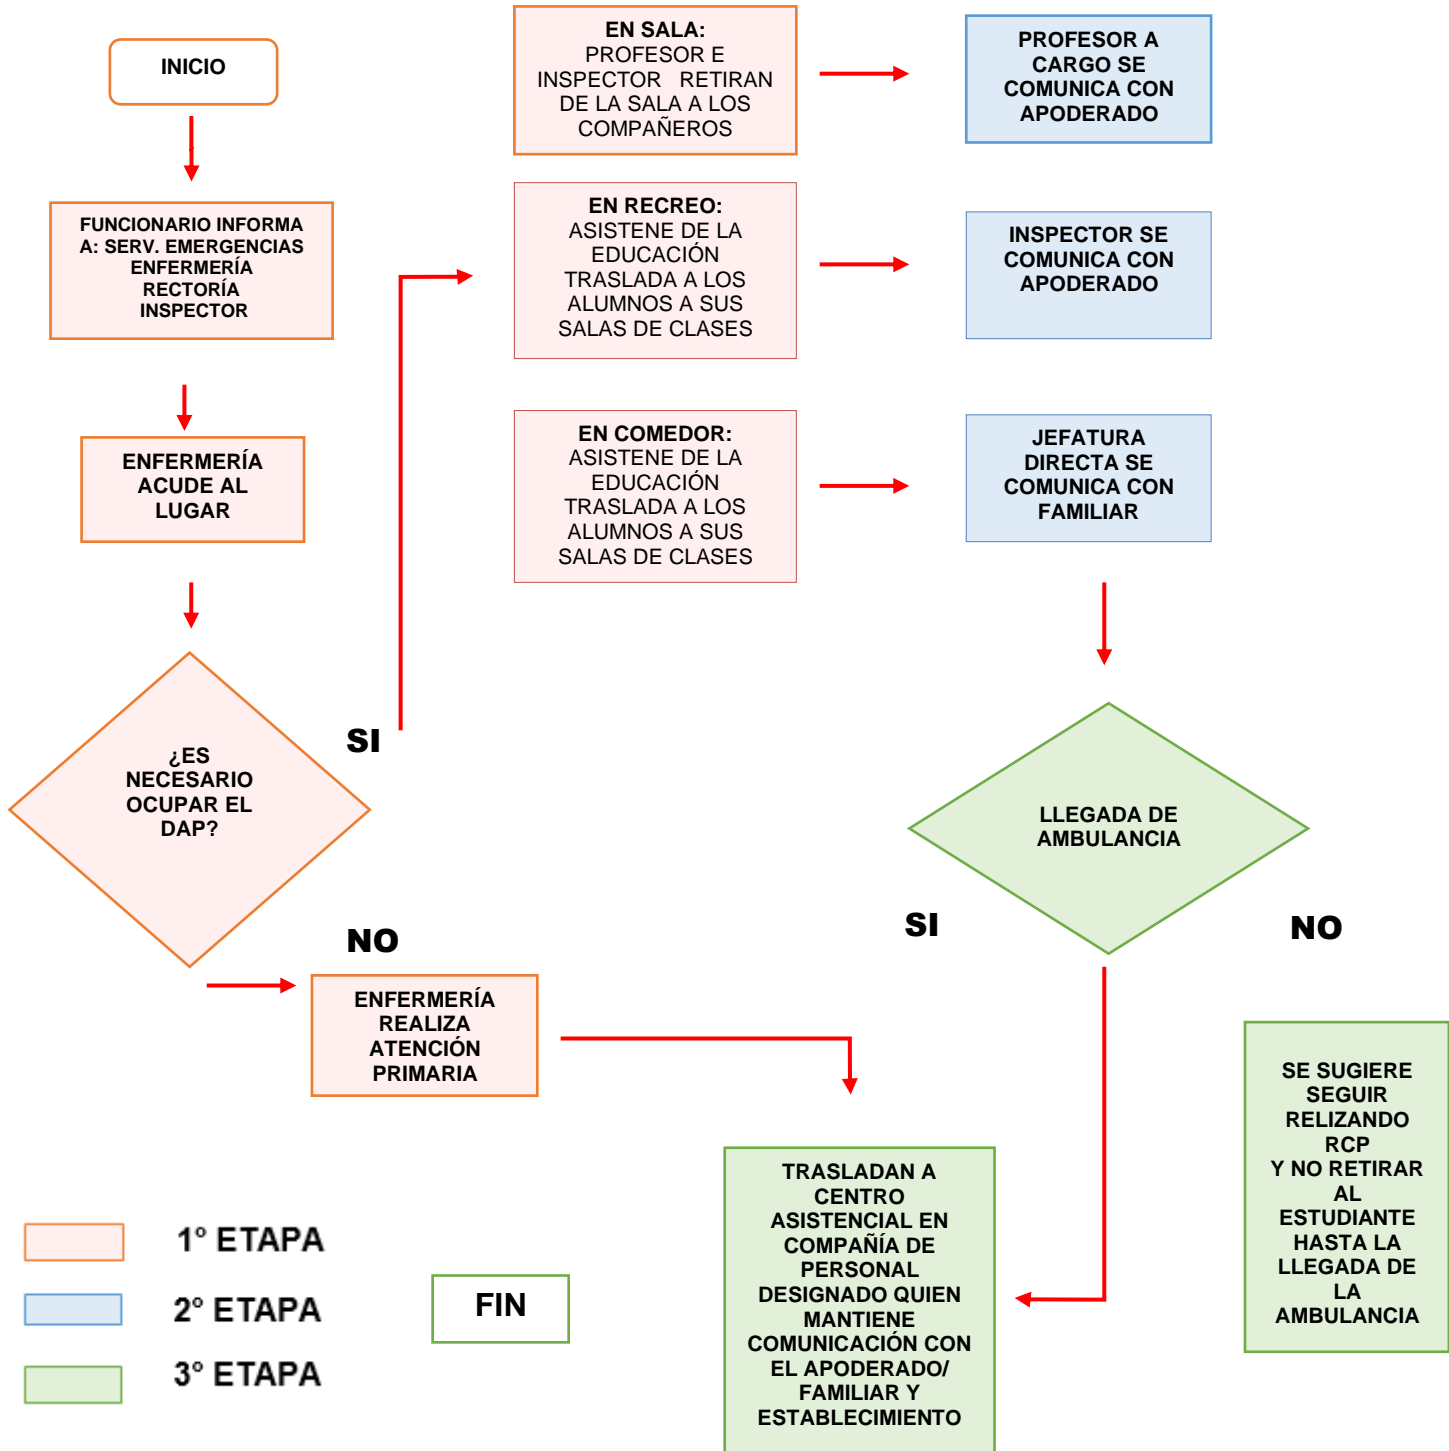 INICIO
FUNCIONARIO INFORMA
A: SERV. EMERGENCIAS
ENFERMERÍA
RECTORÍA
INSPECTOR
ENFERMERÍA
ACUDE AL
LUGAR
¿ES
NECESARIO
OCUPAR EL
DAP?
SI
NO
ENFERMERÍA
REALIZA
ATENCIÓN
PRIMARIA
EN SALA:
PROFESOR E
INSPECTOR RETIRAN
DE LA SALA A LOS
COMPAÑEROS
PROFESOR A
CARGO SE
COMUNICA CON
APODERADO
EN RECREO:
ASISTENE DE LA
EDUCACIÓN
TRASLADA A LOS
ALUMNOS A SUS
SALAS DE CLASES
INSPECTOR SE
COMUNICA CON
APODERADO
EN COMEDOR:
ASISTENE DE LA
EDUCACIÓN
TRASLADA A LOS
ALUMNOS A SUS
SALAS DE CLASES
JEFATURA
DIRECTA SE
COMUNICA CON
FAMILIAR
LLEGADA DE
AMBULANCIA
SI
NO
TRASLADAN A
CENTRO
ASISTENCIAL EN
COMPAÑÍA DE
PERSONAL
DESIGNADO QUIEN
MANTIENE
COMUNICACIÓN CON
EL APODERADO/
FAMILIAR Y
ESTABLECIMIENTO
SE SUGIERE
SEGUIR
RELIZANDO
RCP
Y NO RETIRAR
AL
ESTUDIANTE
HASTA LA
LLEGADA DE
LA
AMBULANCIA
1° ETAPA
2° ETAPA
3° ETAPA
FIN